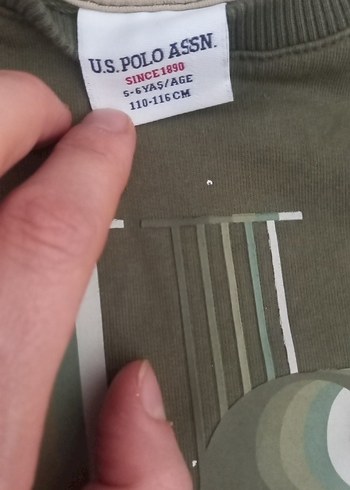 U.S. POLO ASSN.
SINCE 1890
5-6 YAŞ/AGE
110-116 CM